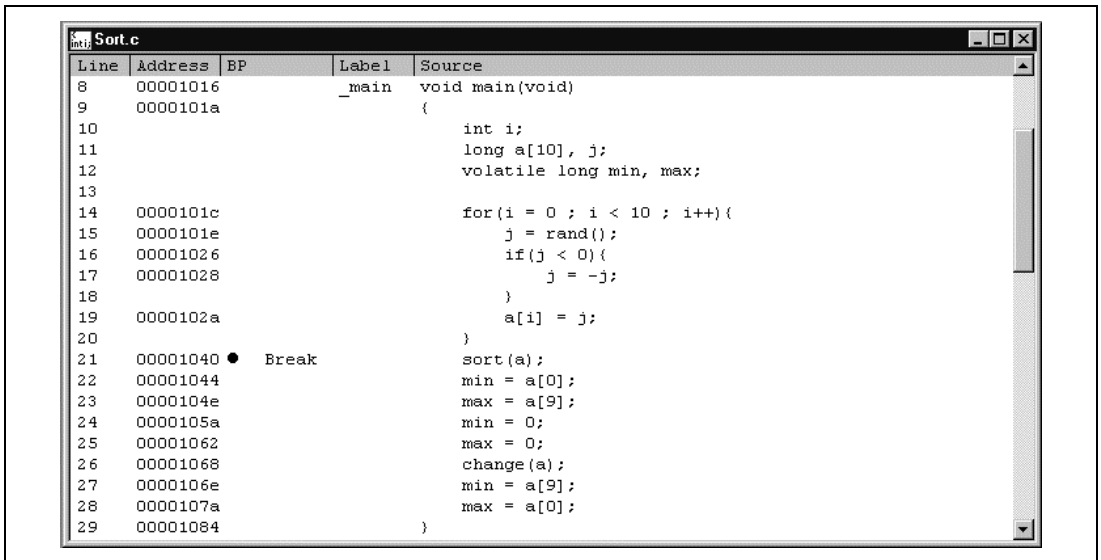 Sort.c
Line Address BP Label Source
8 00001016 _main void main(void)
9 0000101a {
10 int i;
11 long a[10], j;
12 volatile long min, max;
13
14 0000101c for(i = 0 ; i < 10 ; i++){
15 0000101e j = rand();
16 00001026 if(j < 0){
17 00001028 j = -j;
18 }
19 0000102a a[i] = j;
20 }
21 00001040 ● Break sort(a);
22 00001044 min = a[0];
23 0000104e max = a[9];
24 0000105a min = 0;
25 00001062 max = 0;
26 00001068 change(a);
27 0000106e min = a[9];
28 0000107a max = a[0];
29 00001084 }